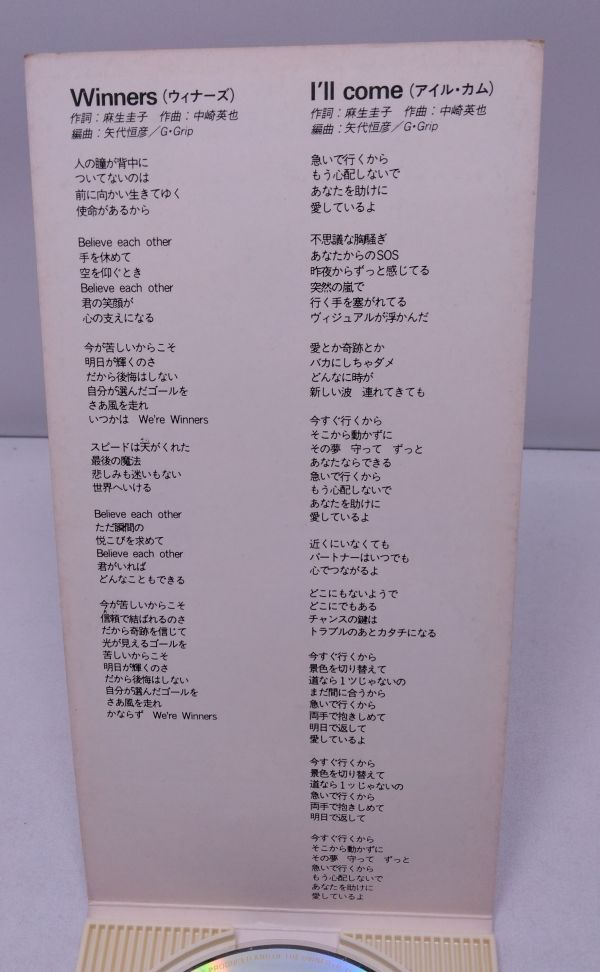 Winners（ウィナーズ）
作詞：麻生圭子　作曲：中崎英也
編曲：矢代恒彦／G・Grip
人の瞳が背中に
ついてないのは
前に向かい生きてゆく
使命があるから
Believe each other
手を休めて
空を仰ぐとき
Believe each other
君の笑顔が
心の支えになる
今が苦しいからこそ
明日が輝くのさ
だから後悔はしない
自分が選んだゴールを
さあ風を走れ
いつかは　We're Winners
スピードは天がくれた
最後の魔法
悲しみも迷いもない
世界へいける
Believe each other
ただ瞬間の
悦こびを求めて
Believe each other
君がいれば
どんなこともできる
今が苦しいからこそ
信頼で結ばれるのさ
だから奇跡を信じて
光が見えるゴールを
苦しいからこそ
明日が輝くのさ
だから後悔はしない
自分が選んだゴールを
さあ風を走れ
かならず　We're Winners
I'll come（アイル・カム）
作詞：麻生圭子　作曲：中崎英也
編曲：矢代恒彦／G・Grip
急いで行くから
もう心配しないで
あなたを助けに
愛しているよ
不思議な胸騒ぎ
あなたからのSOS
昨夜からずっと感じてる
突然の嵐で
行く手を塞がれてる
ヴィジュアルが浮かんだ
愛とか奇跡とか
バカにしちゃダメ
どんなに時が
新しい波　連れてきても
今すぐ行くから
そこから動かずに
その夢　守って　ずっと
あなたならできる
急いで行くから
もう心配しないで
あなたを助けに
愛しているよ
近くにいなくても
パートナーはいつでも
心でつながるよ
どこにもないようで
どこにでもある
チャンスの鍵は
トラブルのあとカタチになる
今すぐ行くから
景色を切り替えて
道なら1ツじゃないの
まだ間に合うから
急いで行くから
両手で抱きしめて
明日で返して
愛しているよ
今すぐ行くから
景色を切り替えて
道なら1ッじゃないの
急いで行くから
両手で抱きしめて
明日で返して
今すぐ行くから
そこから動かずに
その夢　守って　ずっと
急いで行くから
もう心配しないで
あなたを助けに
愛しているよ